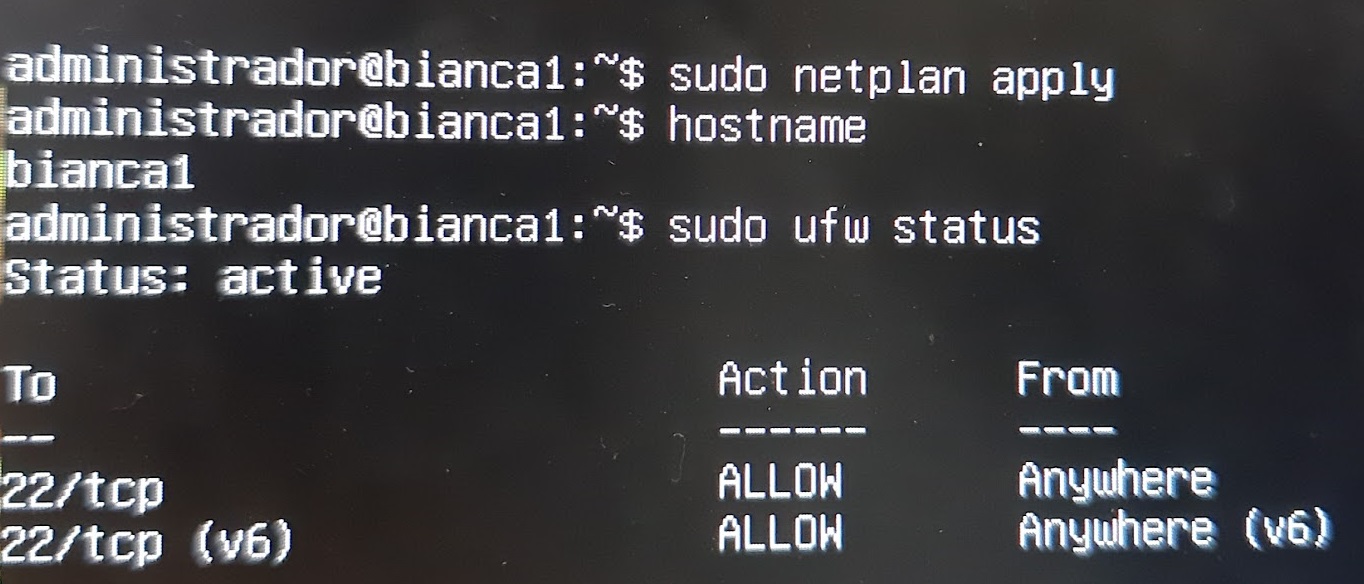 administrador@bianca1:~$ sudo netplan apply
administrador@bianca1:~$ hostname
bianca1
administrador@bianca1:~$ sudo ufw status
Status: active
To Action From
-- ------ ----
22/tcp ALLOW Anywhere
22/tcp (v6) ALLOW Anywhere (v6)